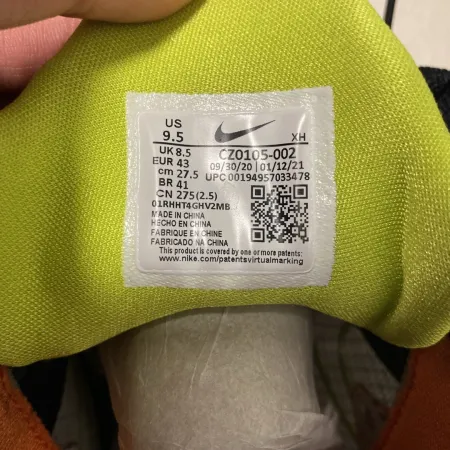 US
9.5
XH
UK 8.5
CZ0105-002
EUR 43
09/30/20 01/12/21
cm 27.5
UPC 00194957033478
BR 41
CN 275(2.5)
01RHHT4GHV2MB
MADE IN CHINA
HECHO EN CHINA
FABRIQUE EN CHINE
FABRICADO NA CHINA
This product is covered by one or more patents.
www.nike.com/patentsvirtualmarking